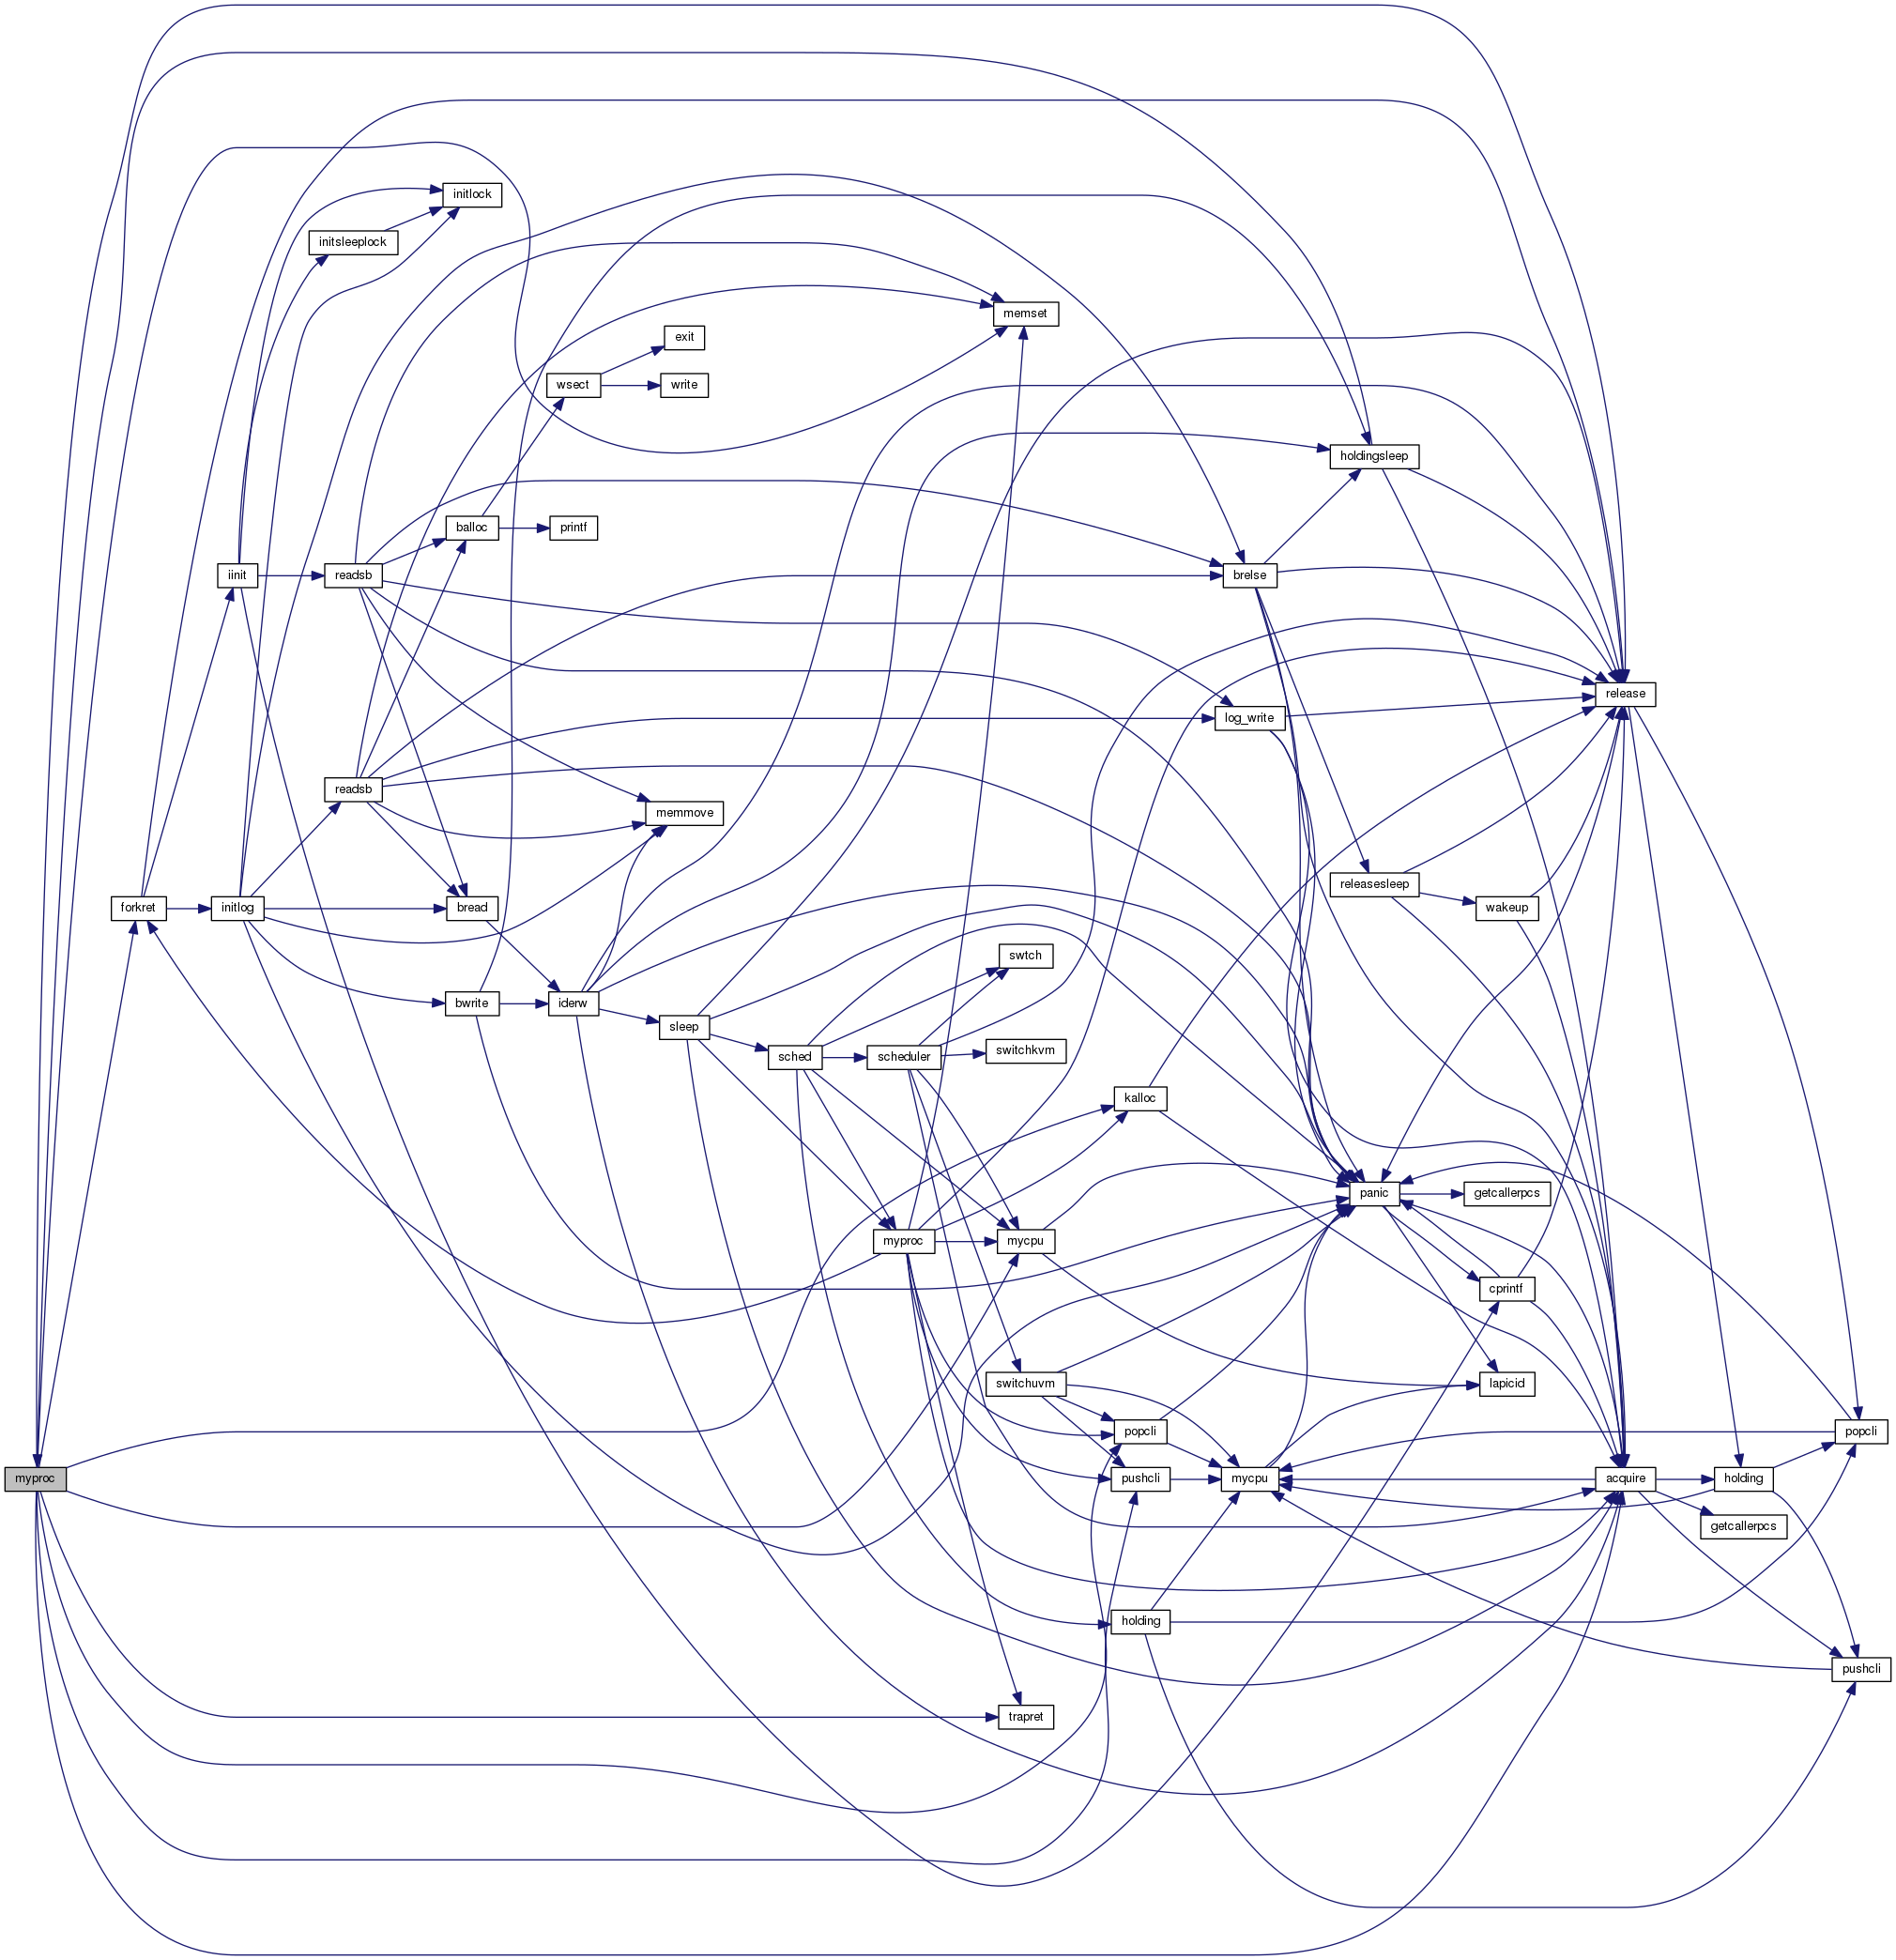 initlock
initsleeplock
memset
exit
wsect
write
holdingsleep
balloc
printf
iinit
readsb
brelse
release
log_write
readsb
memmove
releasesleep
forkret
initlog
bread
wakeup
swtch
bwrite
iderw
sleep
sched
scheduler
switchkvm
kalloc
panic
getcallerpcs
myproc
mycpu
cprintf
switchuvm
lapicid
popcli
popcli
myproc
pushcli
mycpu
acquire
holding
getcallerpcs
holding
pushcli
trapret